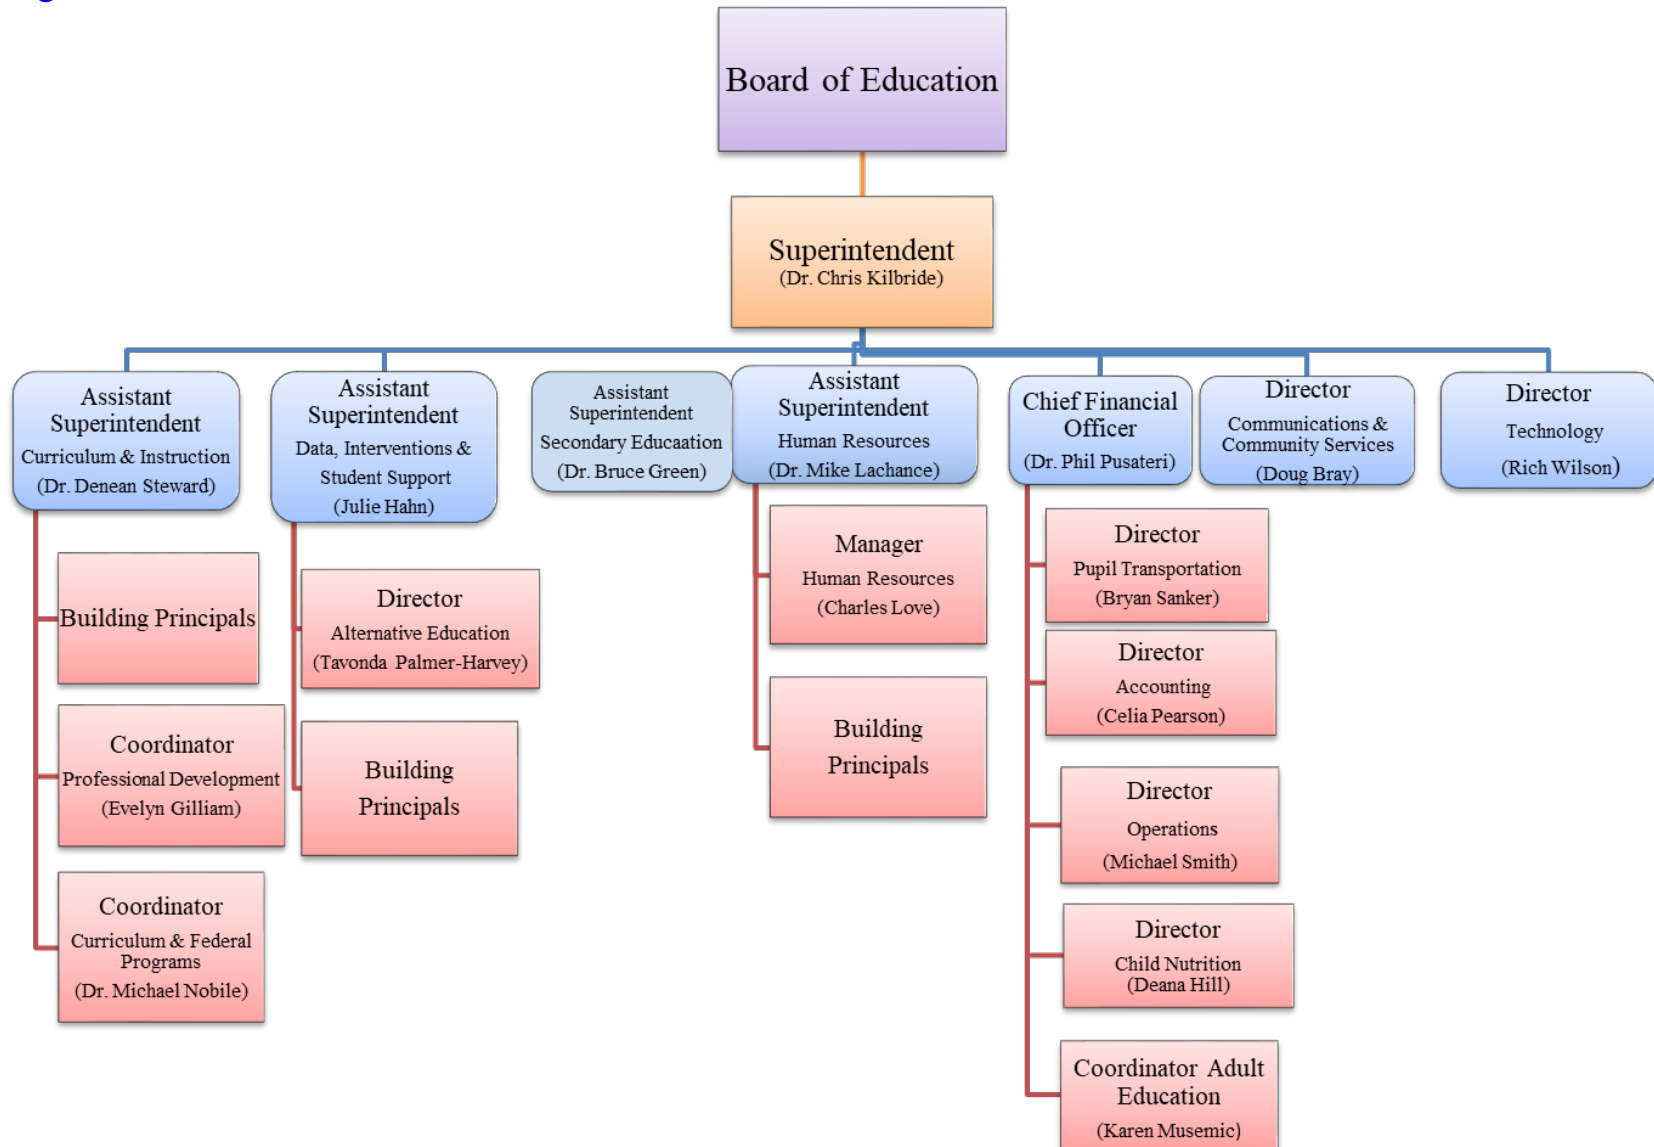 Board of Education
Superintendent
(Dr. Chris Kilbride)
Assistant
Superintendent
Curriculum & Instruction
(Dr. Denean Steward)
Assistant
Superintendent
Data, Interventions &
Student Support
(Julie Hahn)
Assistant
Superintendent
Secondary Educaation
(Dr. Bruce Green)
Assistant
Superintendent
Human Resources
(Dr. Mike Lachance)
Chief Financial
Officer
(Dr. Phil Pusateri)
Director
Communications &
Community Services
(Doug Bray)
Director
Technology
(Rich Wilson)
Building Principals
Coordinator
Professional Development
(Evelyn Gilliam)
Coordinator
Curriculum & Federal
Programs
(Dr. Michael Nobile)
Director
Alternative Education
(Tavonda Palmer-Harvey)
Building
Principals
Manager
Human Resources
(Charles Love)
Building
Principals
Director
Pupil Transportation
(Bryan Sanker)
Director
Accounting
(Celia Pearson)
Director
Operations
(Michael Smith)
Director
Child Nutrition
(Deana Hill)
Coordinator Adult
Education
(Karen Musemic)